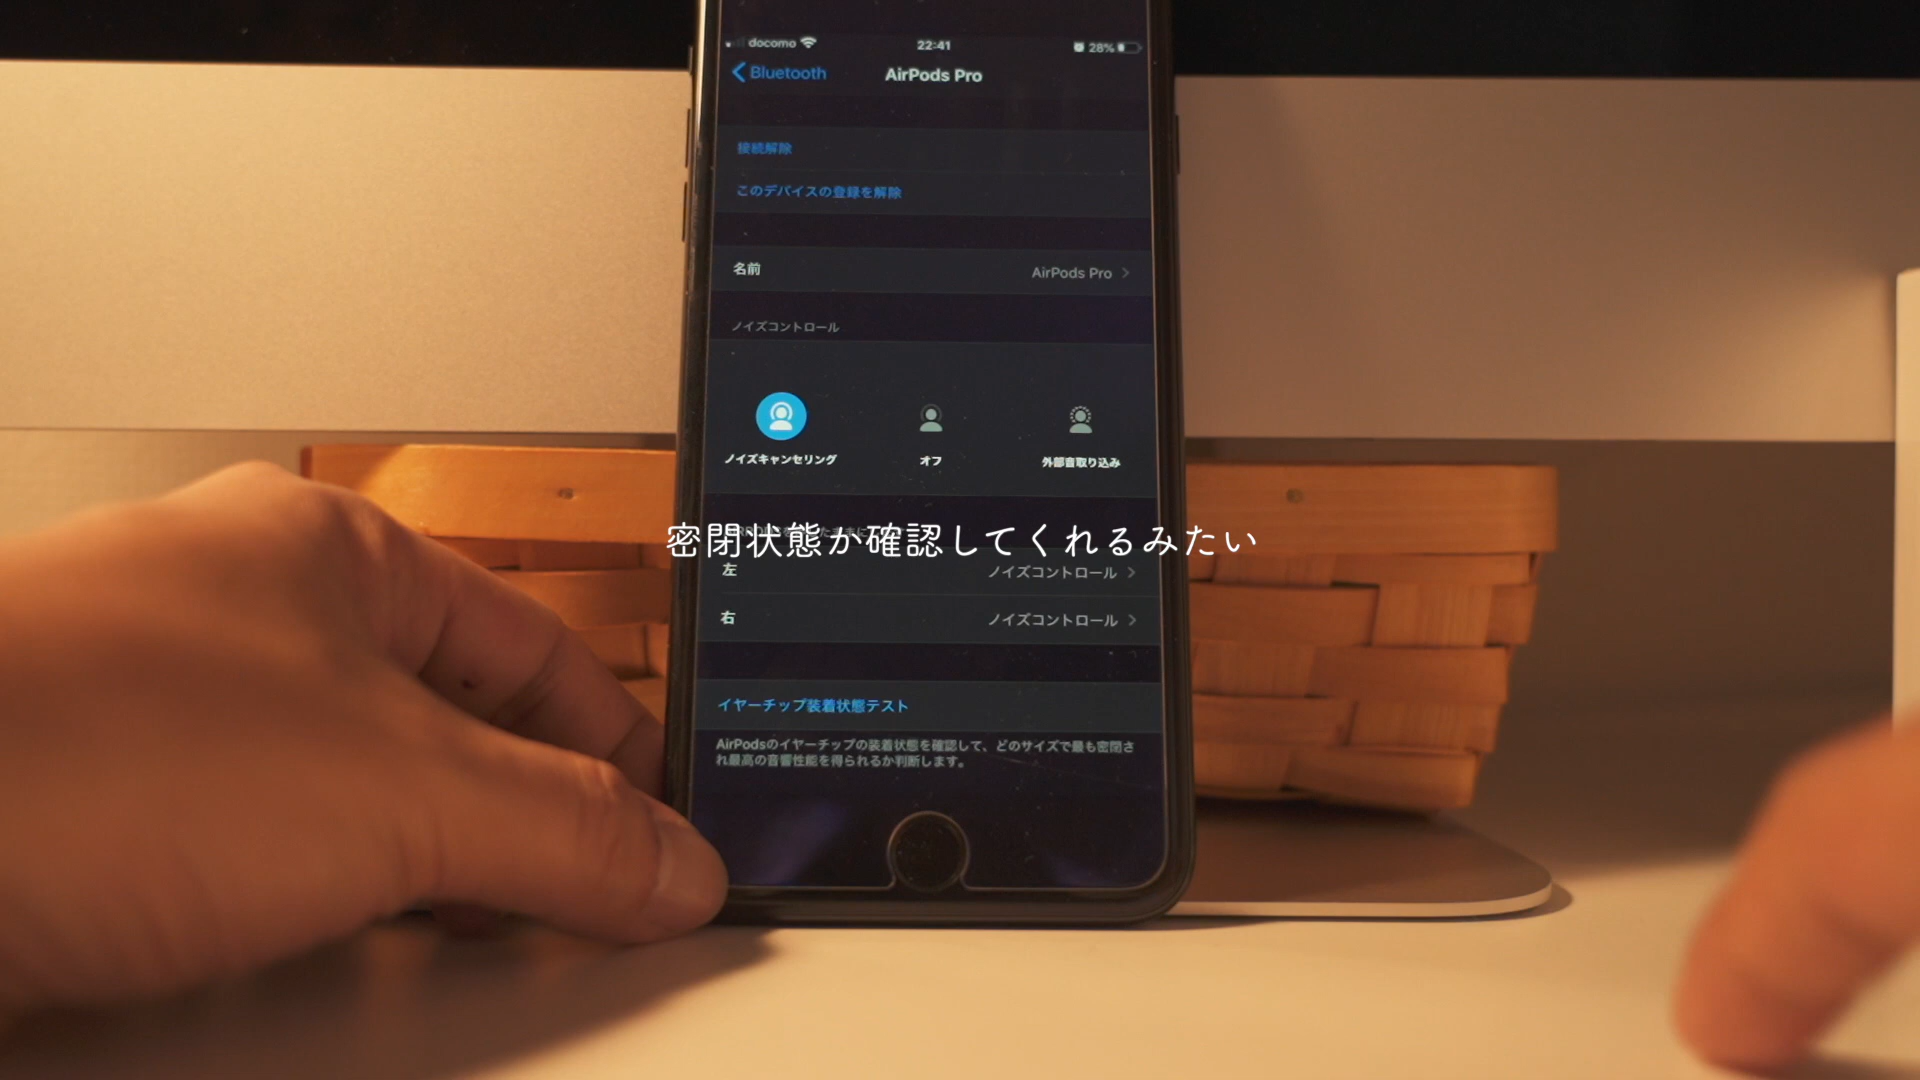 docomo 22:41 28%
Bluetooth AirPods Pro
接続解除
このデバイスの登録を解除
名前 AirPods Pro
ノイズコントロール
ノイズキャンセリング オフ 外部音取り込み
密閉状態か確認してくれるみたい
左 ノイズコントロール
右 ノイズコントロール
イヤーチップ装着状態テスト
AirPodsのイヤーチップの装着状態を確認して、どのサイズで最も密閉さ
れ最高の音響性能を得られるか判断します。